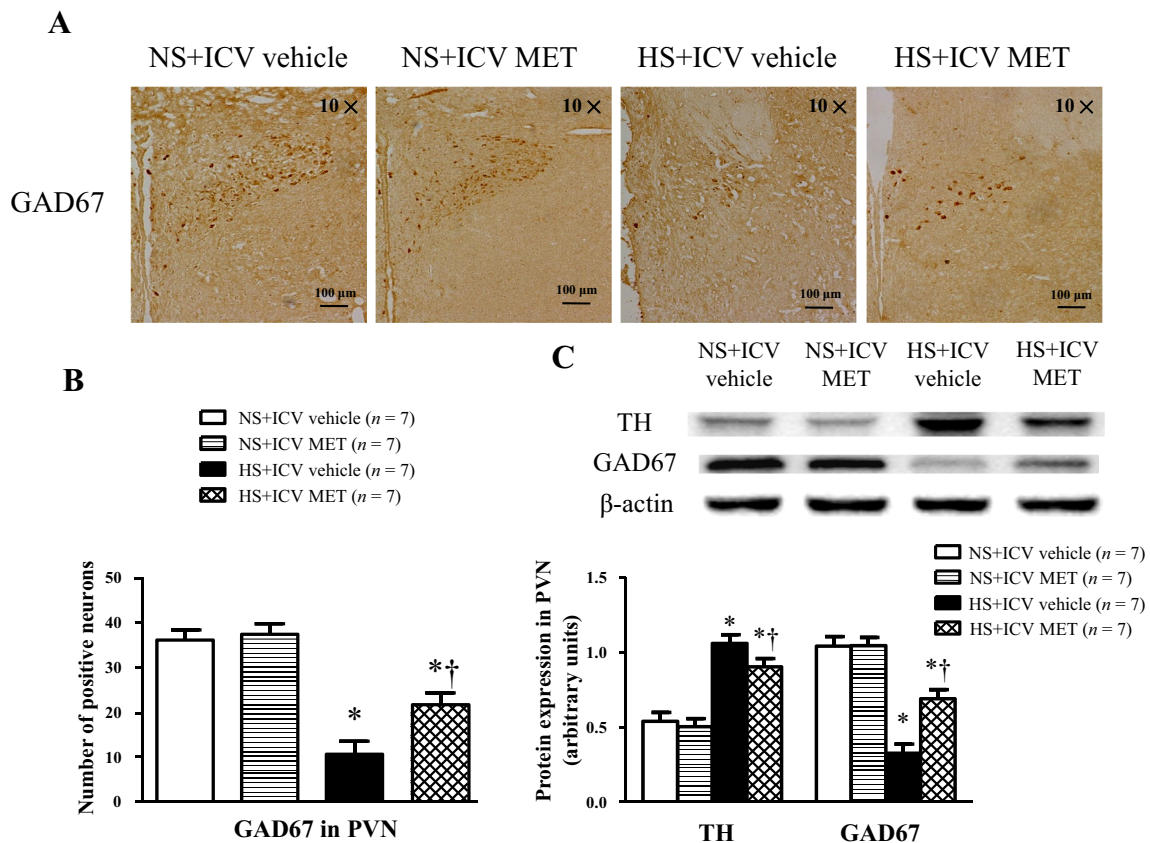 A
NS+ICV vehicle
NS+ICV MET
HS+ICV vehicle
HS+ICV MET
GAD67
10 ×
10 ×
10 ×
10 ×
100 μm
100 μm
100 μm
100 μm
B
NS+ICV vehicle (n = 7)
NS+ICV MET (n = 7)
HS+ICV vehicle (n = 7)
HS+ICV MET (n = 7)
Number of positive neurons
50
40
30
20
10
0
*
*†
GAD67 in PVN
C
NS+ICV
vehicle
NS+ICV
MET
HS+ICV
vehicle
HS+ICV
MET
TH
GAD67
β-actin
NS+ICV vehicle (n = 7)
NS+ICV MET (n = 7)
HS+ICV vehicle (n = 7)
HS+ICV MET (n = 7)
Protein expression in PVN
(arbitrary units)
1.5
1.0
0.5
0.0
*
*†
*
*†
TH
GAD67